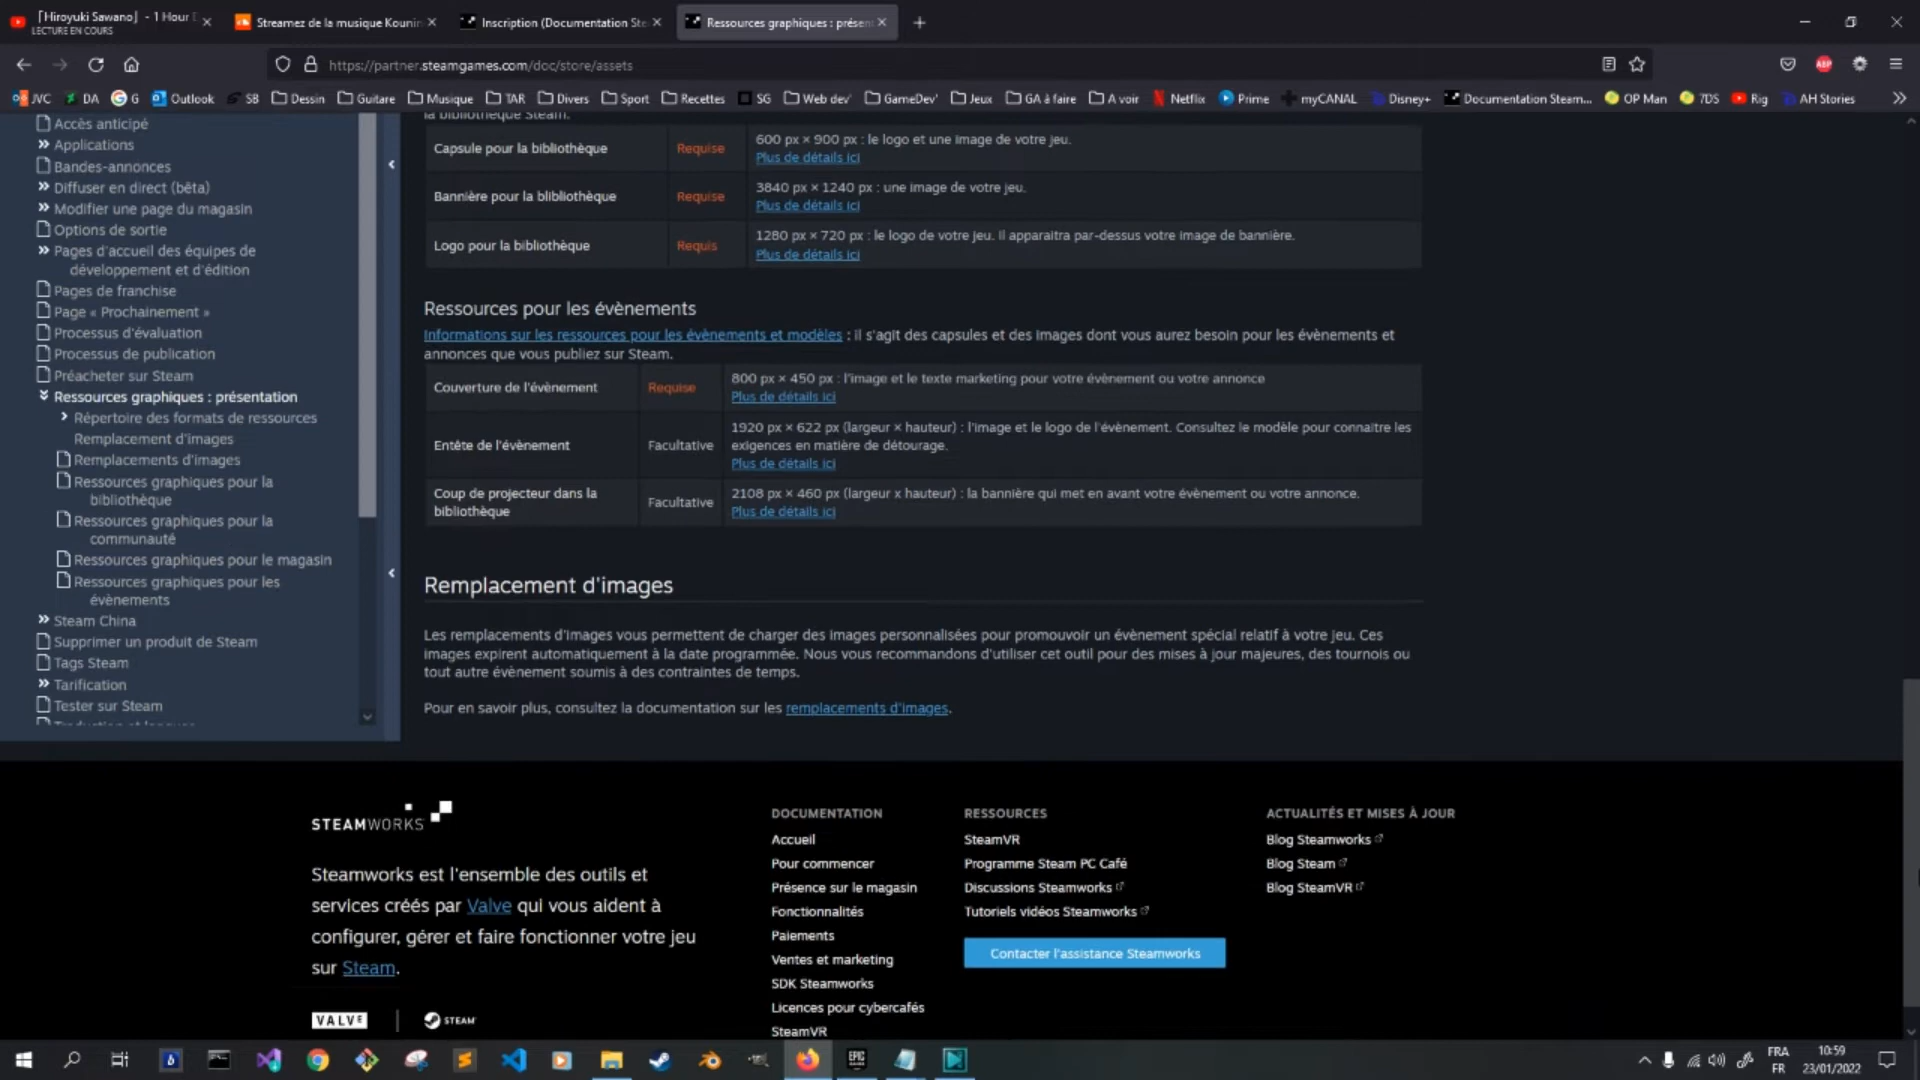 「Hiroyuki Sawano」 - 1 Hour
LECTURE EN COURS
Streamez de la musique Kounin
Inscription (Documentation Ste
Ressources graphiques : présen
https://partner.steamgames.com/doc/store/assets
JVC DA G Outlook SB Dessin Guitare Musique TAR Divers Sport Recettes SG Web dev' GameDev' Jeux GA à faire A voir Netflix Prime myCANAL Disney+ Documentation Steam... OP Man 7DS Rig AH Stories
Accès anticipé
Applications
Bandes-annonces
Diffuser en direct (bêta)
Modifier une page du magasin
Options de sortie
Pages d'accueil des équipes de
développement et d'édition
Pages de franchise
Page « Prochainement »
Processus d'évaluation
Processus de publication
Préacheter sur Steam
Ressources graphiques : présentation
Répertoire des formats de ressources
Remplacement d'images
Remplacements d'images
Ressources graphiques pour la
bibliothèque
Ressources graphiques pour la
communauté
Ressources graphiques pour le magasin
Ressources graphiques pour les
évènements
Steam China
Supprimer un produit de Steam
Tags Steam
Tarification
Tester sur Steam
la bibliothèque Steam.
Capsule pour la bibliothèque Requise 600 px × 900 px : le logo et une image de votre jeu.
Plus de détails ici
Bannière pour la blibliothèque Requise 3840 px × 1240 px : une image de votre jeu.
Plus de détails ici
Logo pour la bibliothèque Requis 1280 px × 720 px : le logo de votre jeu. Il apparaitra par-dessus votre image de bannière.
Plus de détails ici
Ressources pour les évènements
Informations sur les ressources pour les évènements et modèles : il s'agit des capsules et des images dont vous aurez besoin pour les évènements et
annonces que vous publiez sur Steam.
Couverture de l'évènement Requise 800 px × 450 px : l'image et le texte marketing pour votre évènement ou votre annonce
Plus de détails ici
Entête de l'évènement Facultative 1920 px × 622 px (largeur × hauteur) : l'image et le logo de l'évènement. Consultez le modèle pour connaitre les
exigences en matière de détourage.
Plus de détails ici
Coup de projecteur dans la
bibliothèque Facultative 2108 px × 460 px (largeur x hauteur) : la bannière qui met en avant votre évènement ou votre annonce.
Plus de détails ici
Remplacement d'images
Les remplacements d'images vous permettent de charger des images personnalisées pour promouvoir un évènement spécial relatif à votre jeu. Ces
images expirent automatiquement à la date programmée. Nous vous recommandons d'utiliser cet outil pour des mises à jour majeures, des tournois ou
tout autre évènement soumis à des contraintes de temps.
Pour en savoir plus, consultez la documentation sur les remplacements d'images.
STEAMWORKS
Steamworks est l'ensemble des outils et
services créés par Valve qui vous aident à
configurer, gérer et faire fonctionner votre jeu
sur Steam.
VALVE | STEAM
DOCUMENTATION
Accueil
Pour commencer
Présence sur le magasin
Fonctionnalités
Paiements
Ventes et marketing
SDK Steamworks
Licences pour cybercafés
SteamVR
RESSOURCES
SteamVR
Programme Steam PC Café
Discussions Steamworks
Tutoriels vidéos Steamworks
Contacter l'assistance Steamworks
ACTUALITÉS ET MISES À JOUR
Blog Steamworks
Blog Steam
Blog SteamVR
EPIC
FRA
FR
10:59
23/01/2022